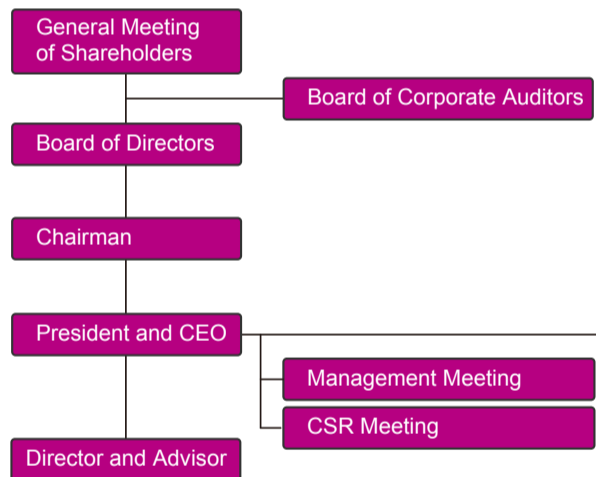 General Meeting
of Shareholders
Board of Corporate Auditors
Board of Directors
Chairman
President and CEO
Management Meeting
CSR Meeting
Director and Advisor